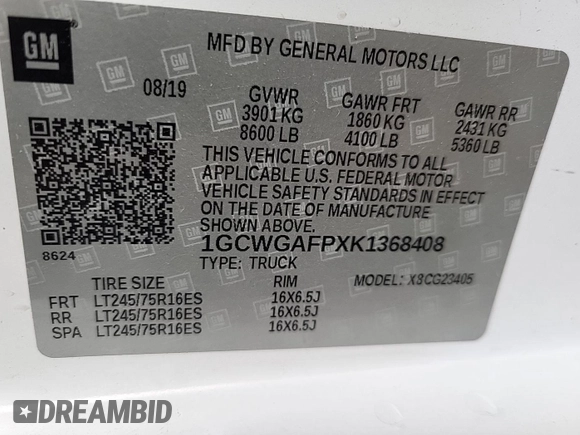 GM
MFD BY GENERAL MOTORS LLC
08/19
GVWR GAWR FRT GAWR RR
3901 KG 1860 KG 2431 KG
8600 LB 4100 LB 5360 LB
THIS VEHICLE CONFORMS TO ALL
APPLICABLE U.S. FEDERAL MOTOR
VEHICLE SAFETY STANDARDS IN EFFECT
ON THE DATE OF MANUFACTURE
SHOWN ABOVE.
1GCWGAFPXK1368408
8624
TYPE: TRUCK MODEL: X8CG23405
TIRE SIZE RIM
FRT LT245/75R16ES 16X6.5J
RR LT245/75R16ES 16X6.5J
SPA LT245/75R16ES 16X6.5J
DREAMBID